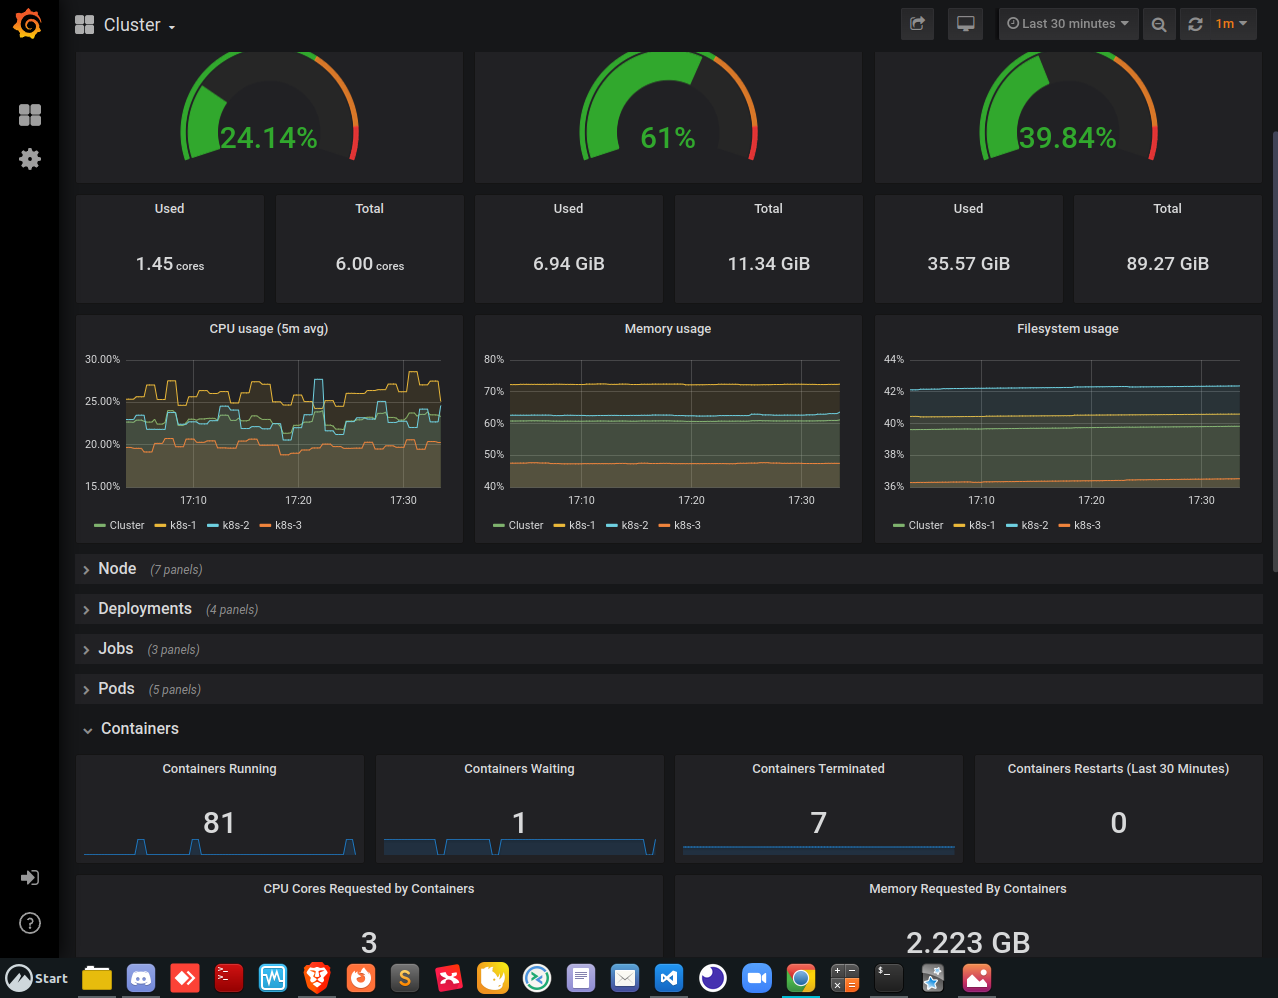 Cluster
Last 30 minutes
1m
24.14%
61%
39.84%
Used
Total
Used
Total
Used
Total
1.45 cores
6.00 cores
6.94 GiB
11.34 GiB
35.57 GiB
89.27 GiB
CPU usage (5m avg)
30.00%
25.00%
20.00%
15.00%
17:10
17:20
17:30
Cluster
k8s-1
k8s-2
k8s-3
Memory usage
80%
70%
60%
50%
40%
17:10
17:20
17:30
Cluster
k8s-1
k8s-2
k8s-3
Filesystem usage
44%
42%
40%
38%
36%
17:10
17:20
17:30
Cluster
k8s-1
k8s-2
k8s-3
Node (7 panels)
Deployments (4 panels)
Jobs (3 panels)
Pods (5 panels)
Containers
Containers Running
81
Containers Waiting
1
Containers Terminated
7
Containers Restarts (Last 30 Minutes)
0
CPU Cores Requested by Containers
3
Memory Requested By Containers
2.223 GB
Start